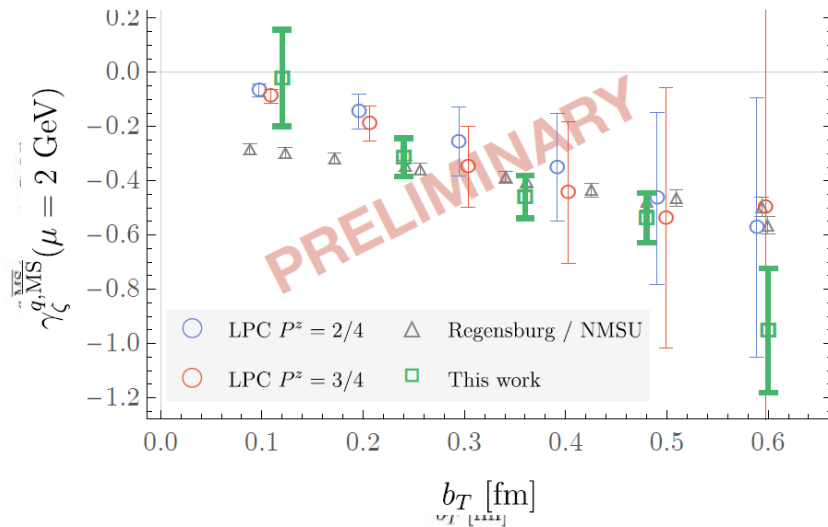 0.2
0.0
−0.2
−0.4
−0.6
−0.8
−1.0
−1.2
γ_ζ^{q,MS}(μ = 2 GeV)
PRELIMINARY
LPC P^z = 2/4
Regensburg / NMSU
LPC P^z = 3/4
This work
0.0 0.1 0.2 0.3 0.4 0.5 0.6
b_T [fm]